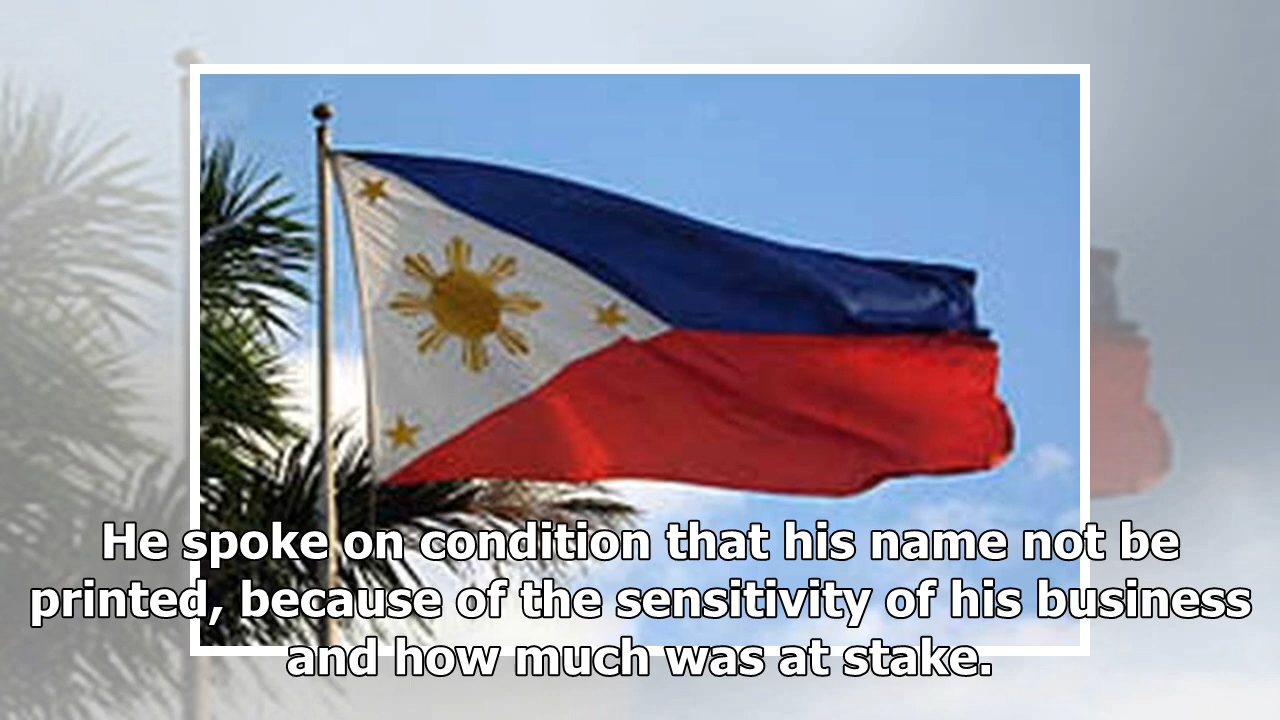 He spoke on condition that his name not be
printed, because of the sensitivity of his business
and how much was at stake.